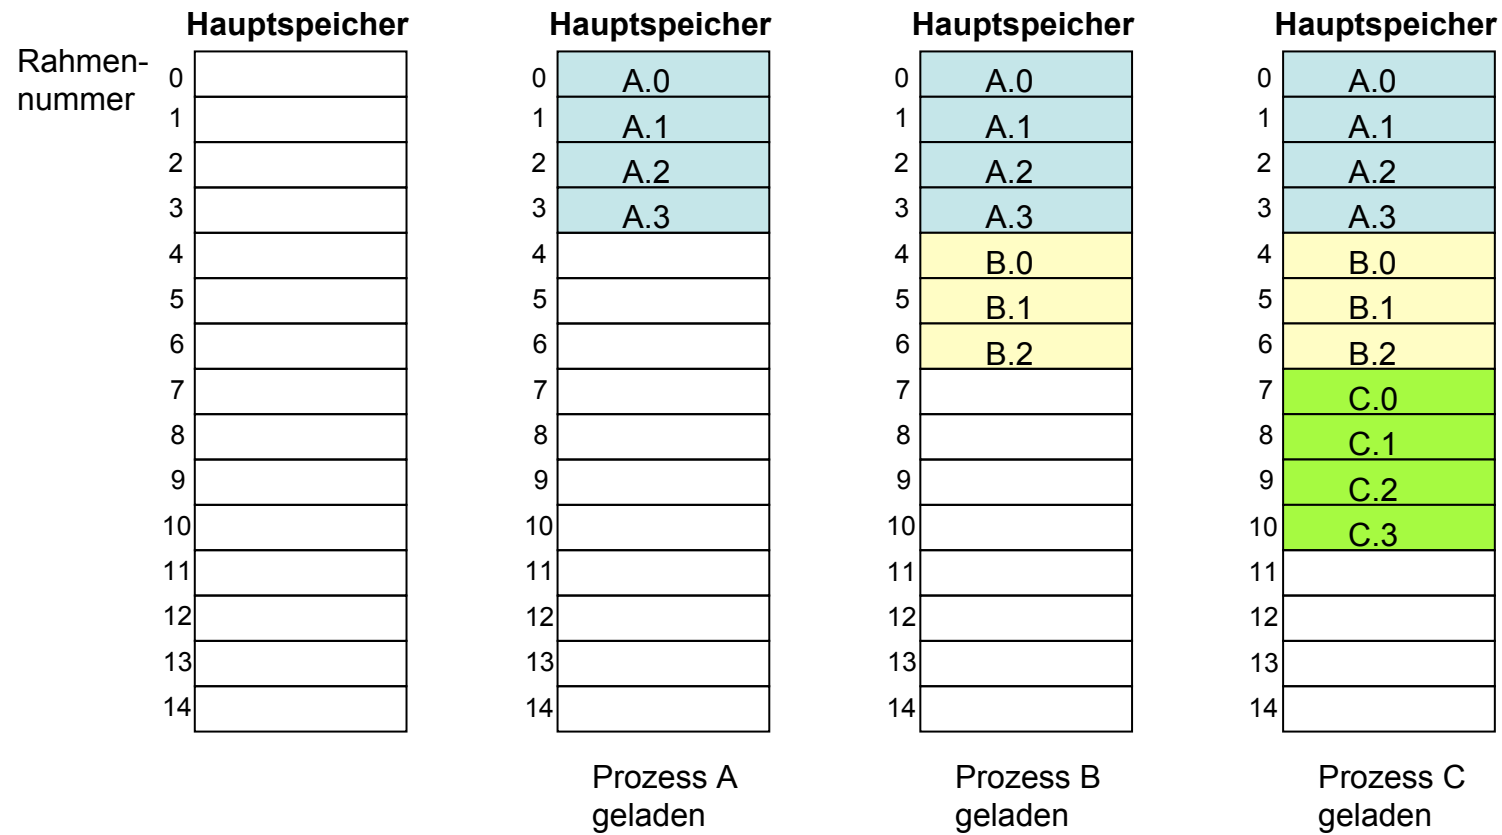 Hauptspeicher Hauptspeicher Hauptspeicher Hauptspeicher
Rahmen-
nummer
0 0 A.0 0 A.0 0 A.0
1 1 A.1 1 A.1 1 A.1
2 2 A.2 2 A.2 2 A.2
3 3 A.3 3 A.3 3 A.3
4 4 4 B.0 4 B.0
5 5 5 B.1 5 B.1
6 6 6 B.2 6 B.2
7 7 7 7 C.0
8 8 8 8 C.1
9 9 9 9 C.2
10 10 10 10 C.3
11 11 11 11
12 12 12 12
13 13 13 13
14 14 14 14
Prozess A Prozess B Prozess C
geladen geladen geladen